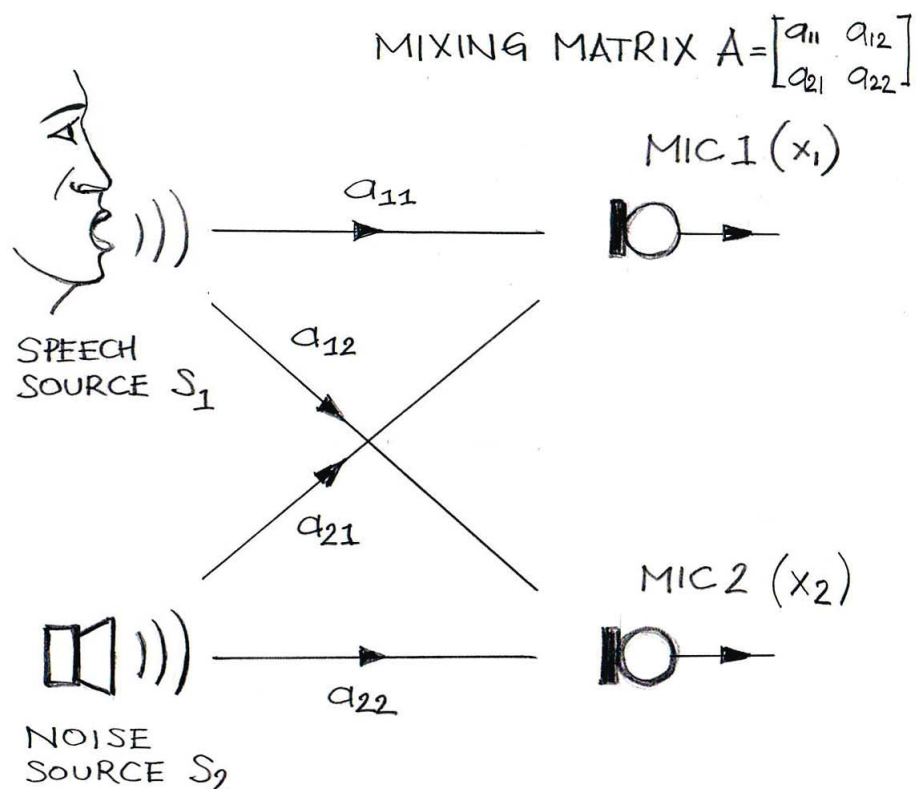 MIXING MATRIX A = [a11 a12
a21 a22]
MIC 1 (x1)
a11
a12
SPEECH
SOURCE S1
a21
MIC 2 (x2)
a22
NOISE
SOURCE S2